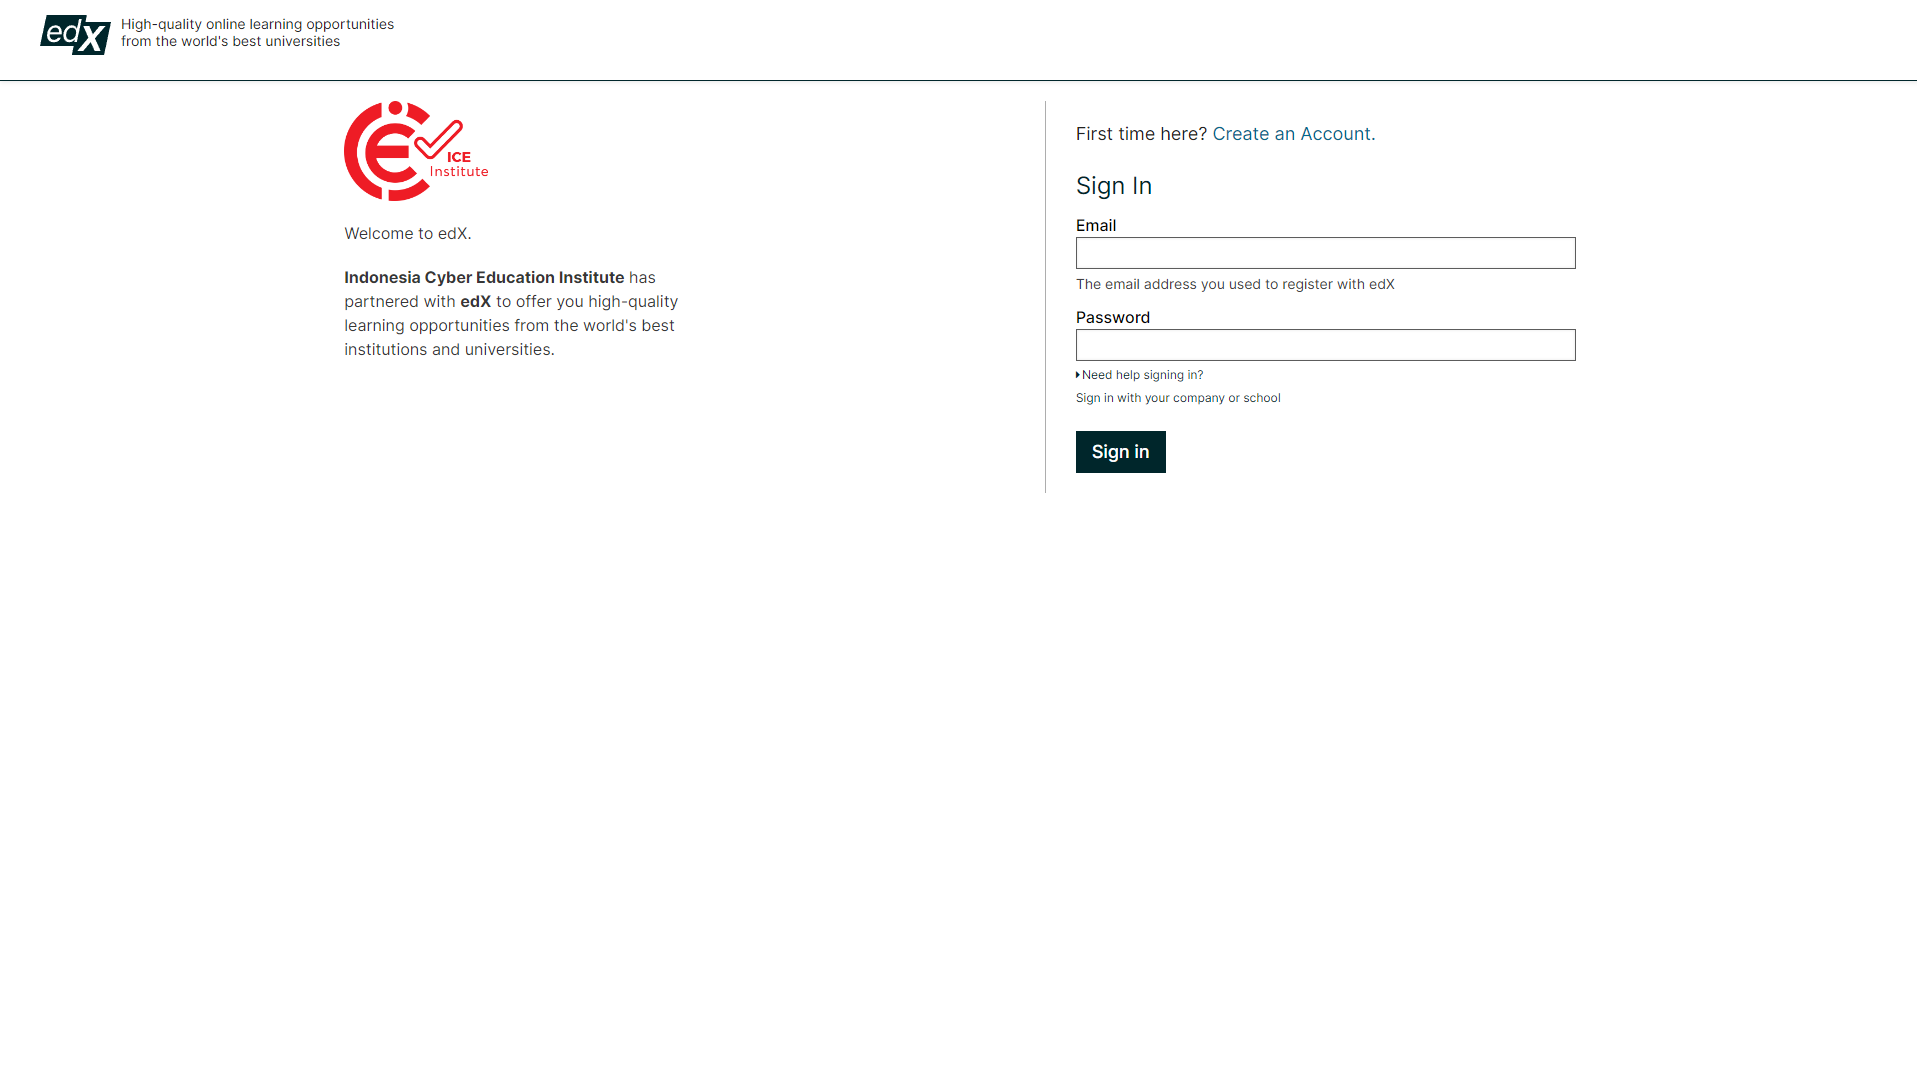 edX
High-quality online learning opportunities
from the world's best universities
ICE
Institute
Welcome to edX.
Indonesia Cyber Education Institute has
partnered with edX to offer you high-quality
learning opportunities from the world's best
institutions and universities.
First time here? Create an Account.
Sign In
Email
The email address you used to register with edX
Password
Need help signing in?
Sign in with your company or school
Sign in